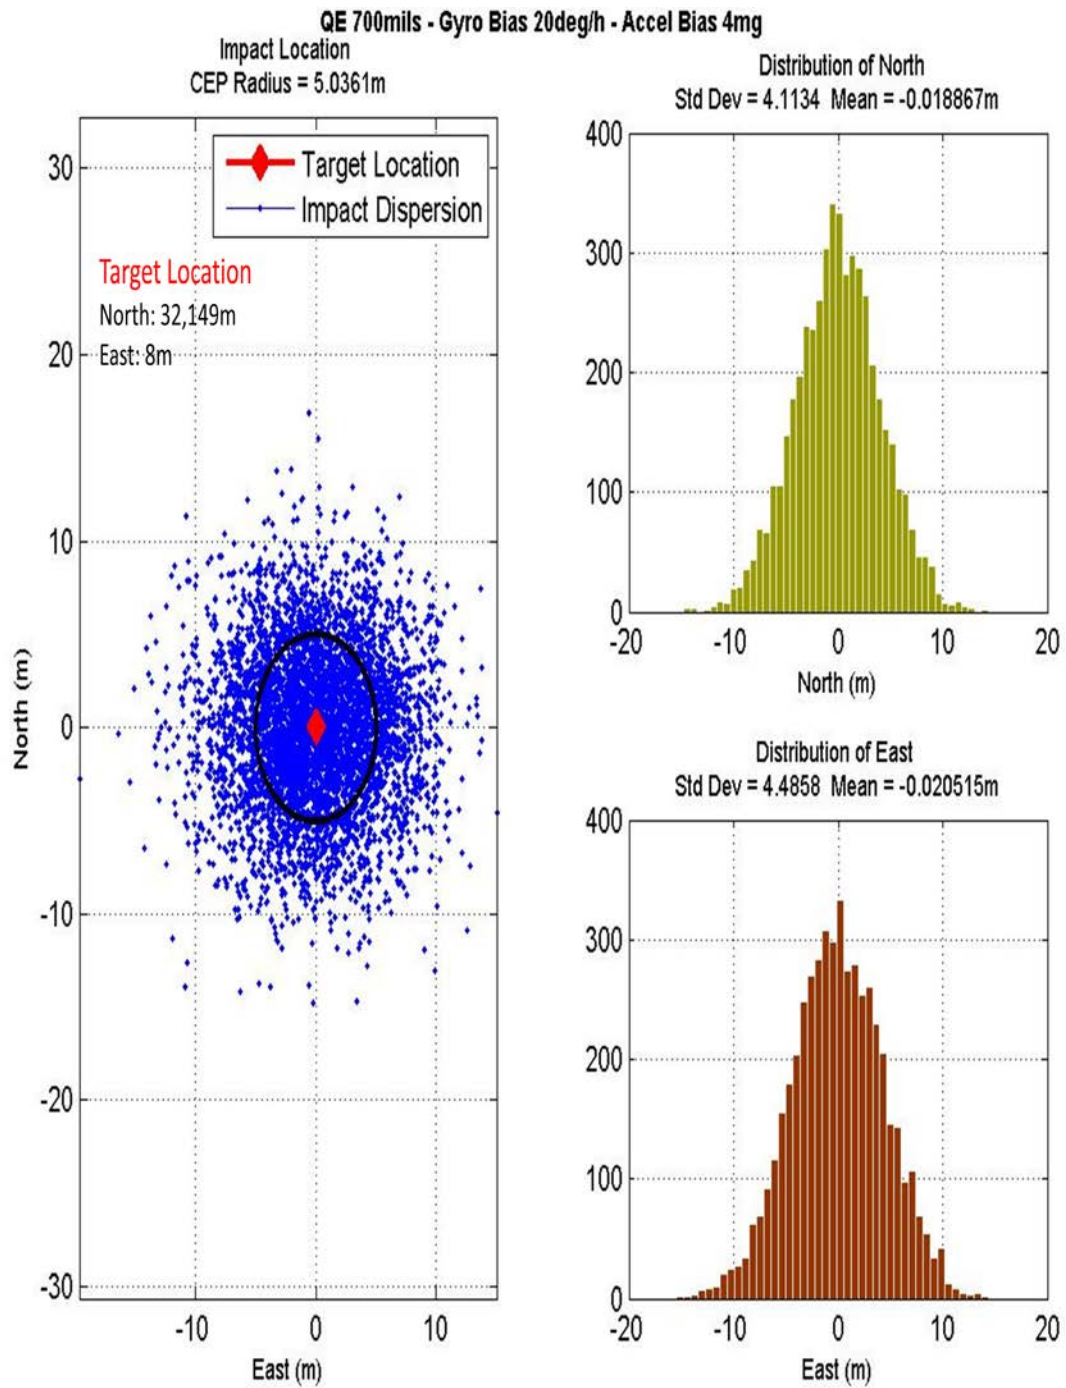 QE 700mils - Gyro Bias 20deg/h - Accel Bias 4mg
Impact Location
CEP Radius = 5.0361m
Target Location
Impact Dispersion
Target Location
North: 32,149m
East: 8m
30
20
10
0
-10
-20
-30
North (m)
-10 0 10
East (m)
Distribution of North
Std Dev = 4.1134 Mean = -0.018867m
400
300
200
100
0
-20 -10 0 10 20
North (m)
Distribution of East
Std Dev = 4.4858 Mean = -0.020515m
400
300
200
100
0
-20 -10 0 10 20
East (m)